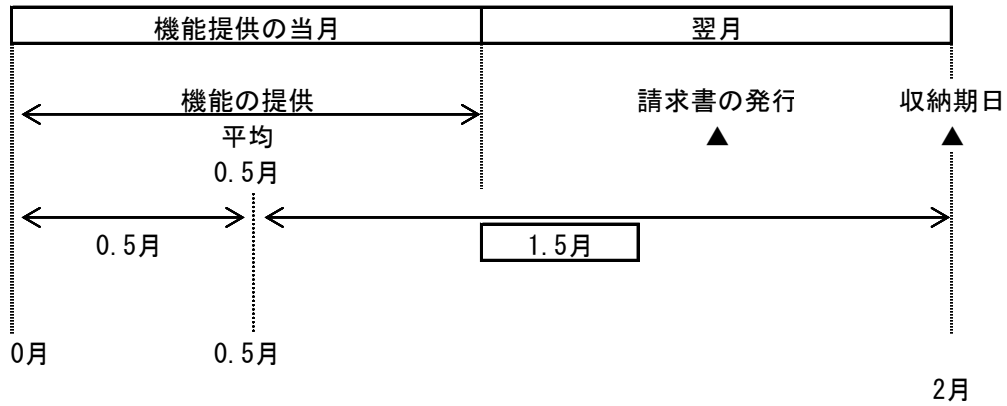 機能提供の当月 翌月
機能の提供 請求書の発行 収納期日
平均 ▲ ▲
0.5月
0.5月 1.5月
0月 0.5月
2月